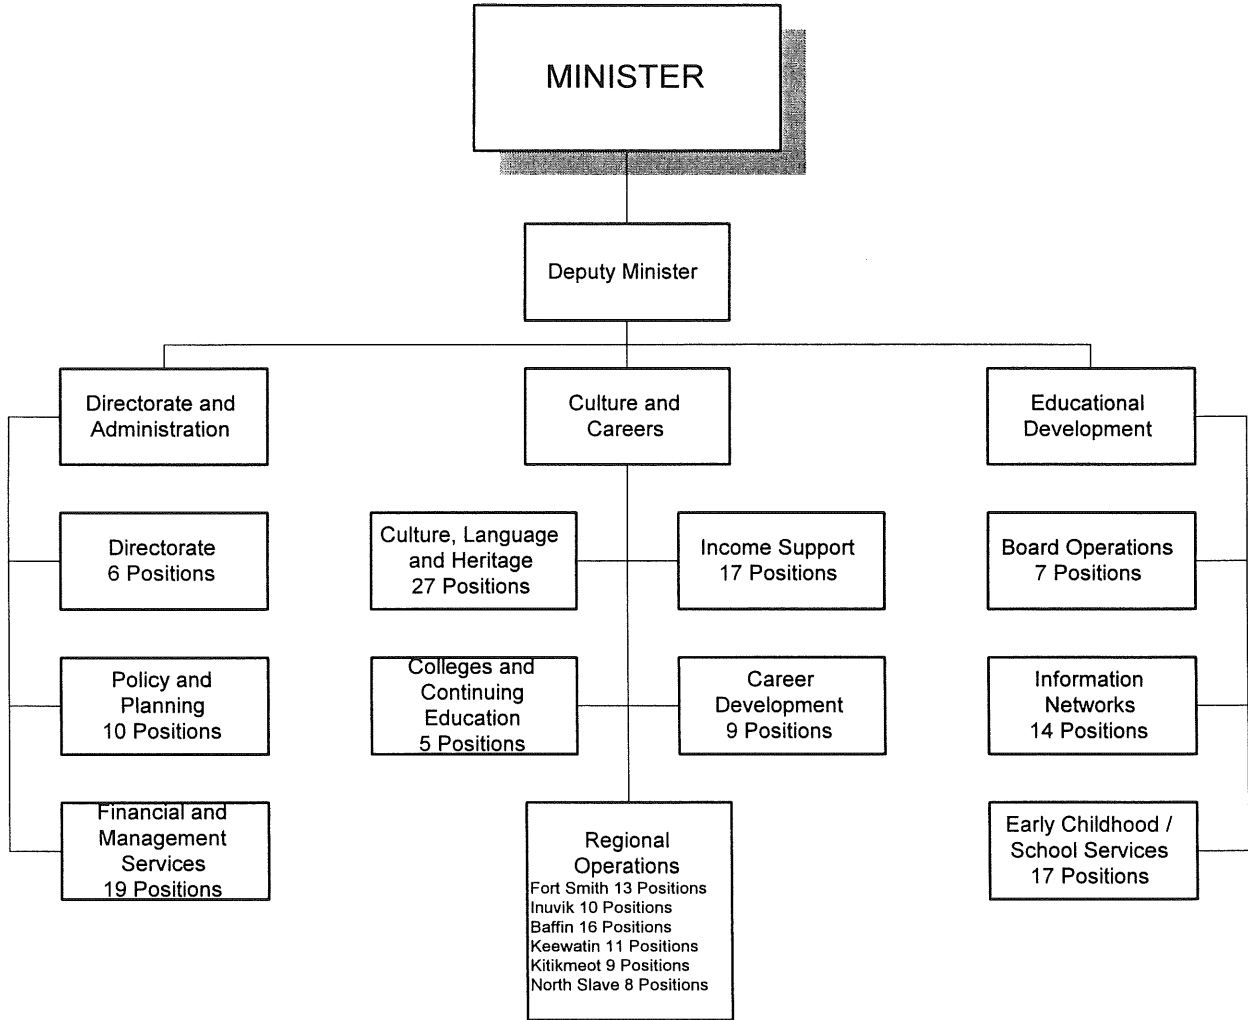 MINISTER
Deputy Minister
Directorate and
Administration
Culture and
Careers
Educational
Development
Directorate
6 Positions
Culture, Language
and Heritage
27 Positions
Income Support
17 Positions
Board Operations
7 Positions
Policy and
Planning
10 Positions
Colleges and
Continuing
Education
5 Positions
Career
Development
9 Positions
Information
Networks
14 Positions
Financial and
Management
Services
19 Positions
Regional
Operations
Fort Smith 13 Positions
Inuvik 10 Positions
Baffin 16 Positions
Keewatin 11 Positions
Kitikmeot 9 Positions
North Slave 8 Positions
Early Childhood /
School Services
17 Positions